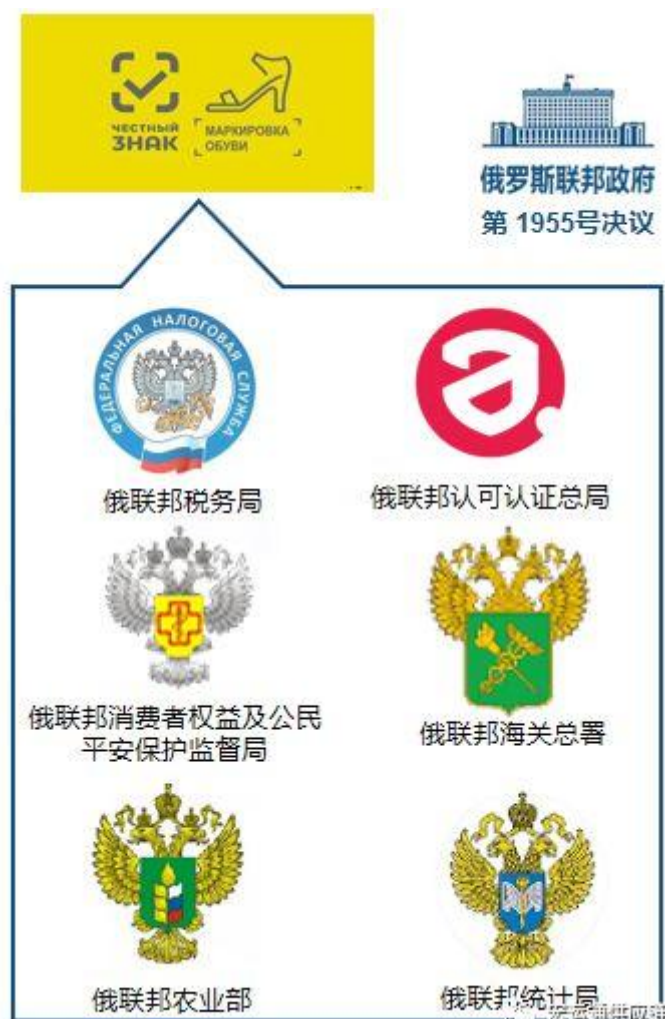 ЧЕСТНЫЙ
ЗНАК
МАРКИРОВКА
ОБУВИ
俄罗斯联邦政府
第 1955号决议
ФЕДЕРАЛЬНАЯ НАЛОГОВАЯ СЛУЖБА
俄联邦税务局
俄联邦认可认证总局
俄联邦消费者权益及公民
平安保护监督局
俄联邦海关总署
俄联邦农业部
俄联邦统计局